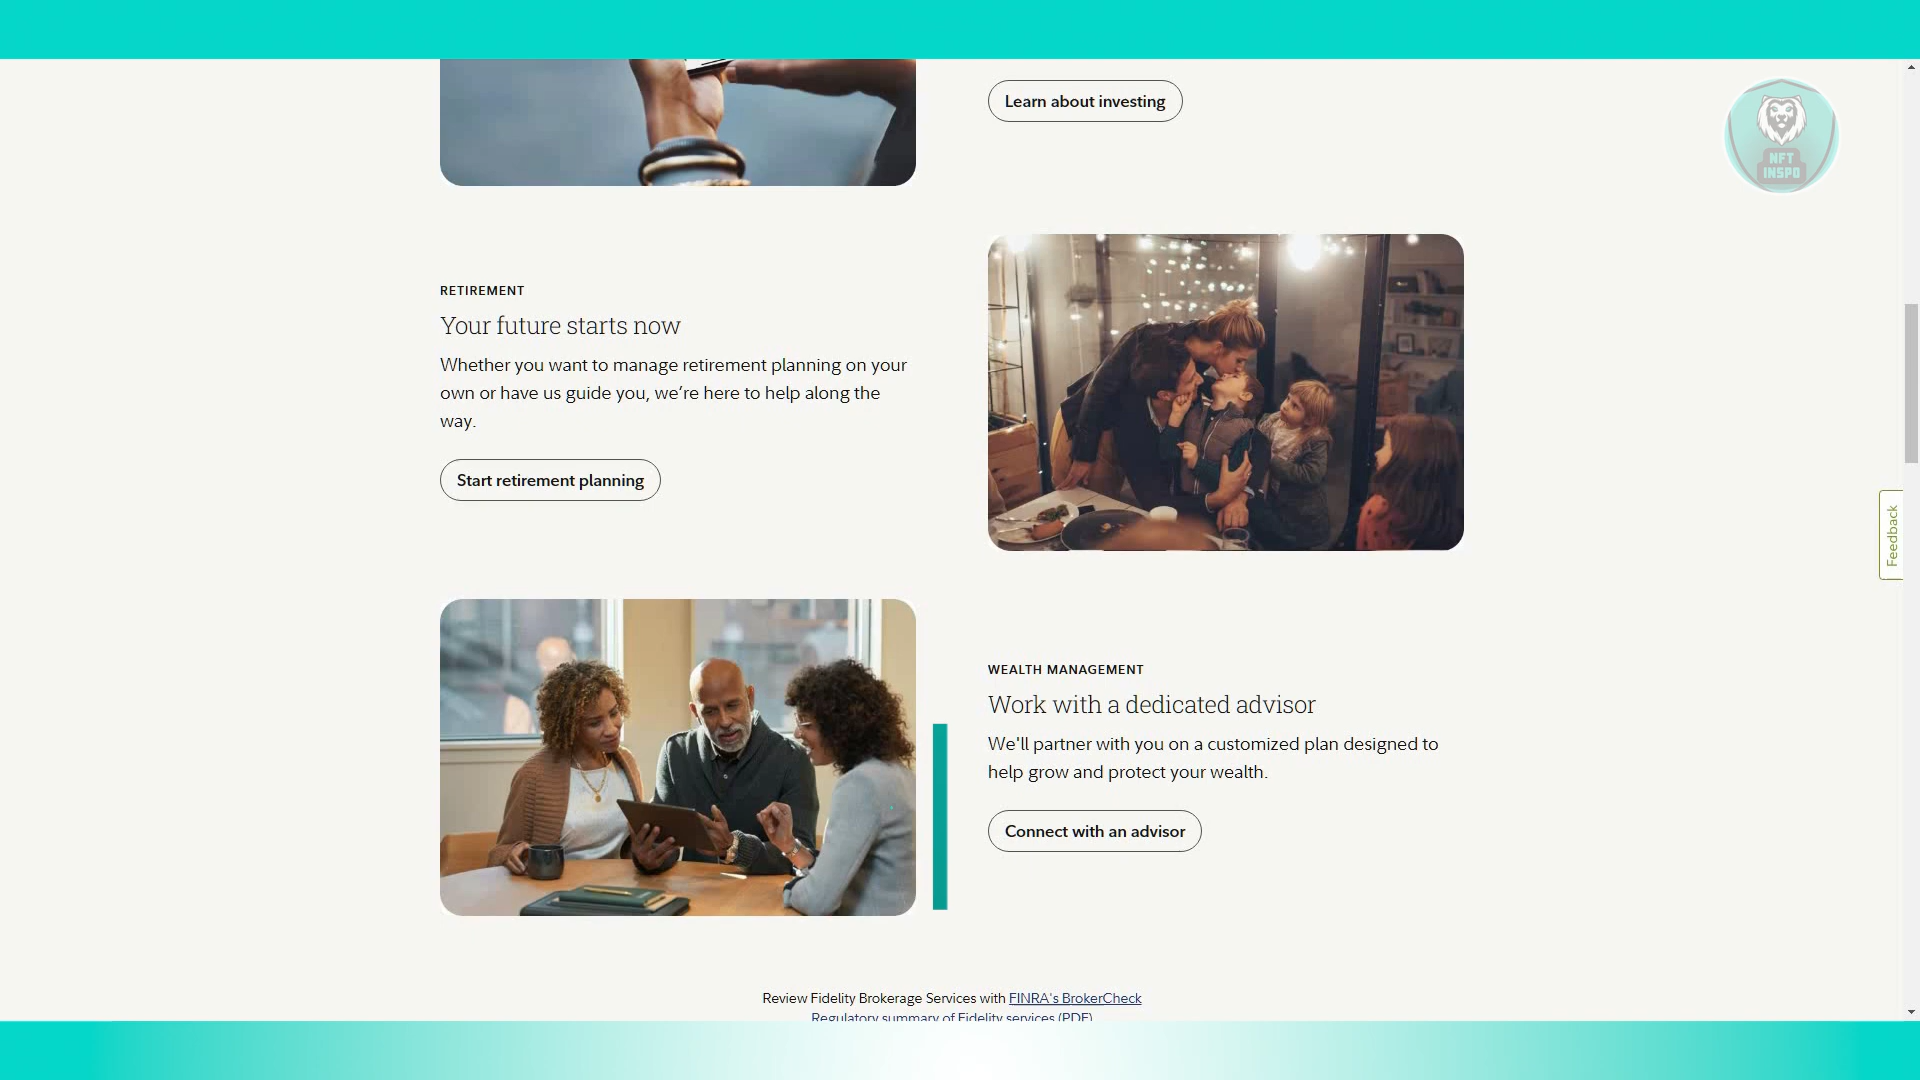 Learn about investing
NFT
INSPO
RETIREMENT
Your future starts now
Whether you want to manage retirement planning on your
own or have us guide you, we’re here to help along the
way.
Start retirement planning
Feedback
WEALTH MANAGEMENT
Work with a dedicated advisor
We'll partner with you on a customized plan designed to
help grow and protect your wealth.
Connect with an advisor
Review Fidelity Brokerage Services with FINRA's BrokerCheck
Regulatory summary of Fidelity services (PDF)